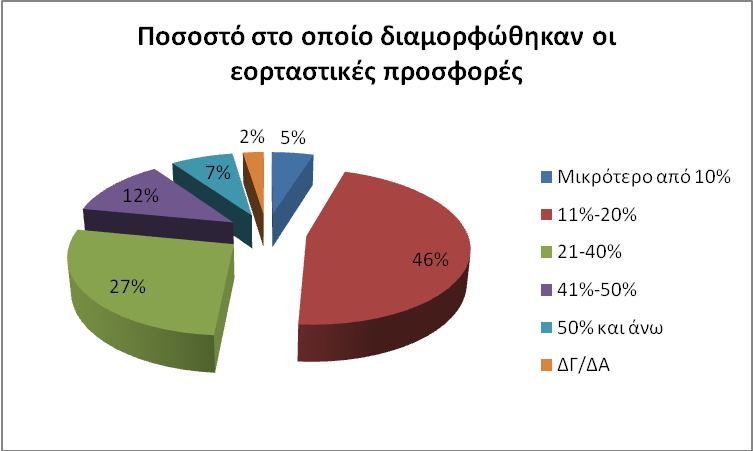 Ποσοστό στο οποίο διαμορφώθηκαν οι
εορταστικές προσφορές
2%
5%
7%
12%
46%
27%
Μικρότερο από 10%
11%-20%
21-40%
41%-50%
50% και άνω
ΔΓ/ΔΑ